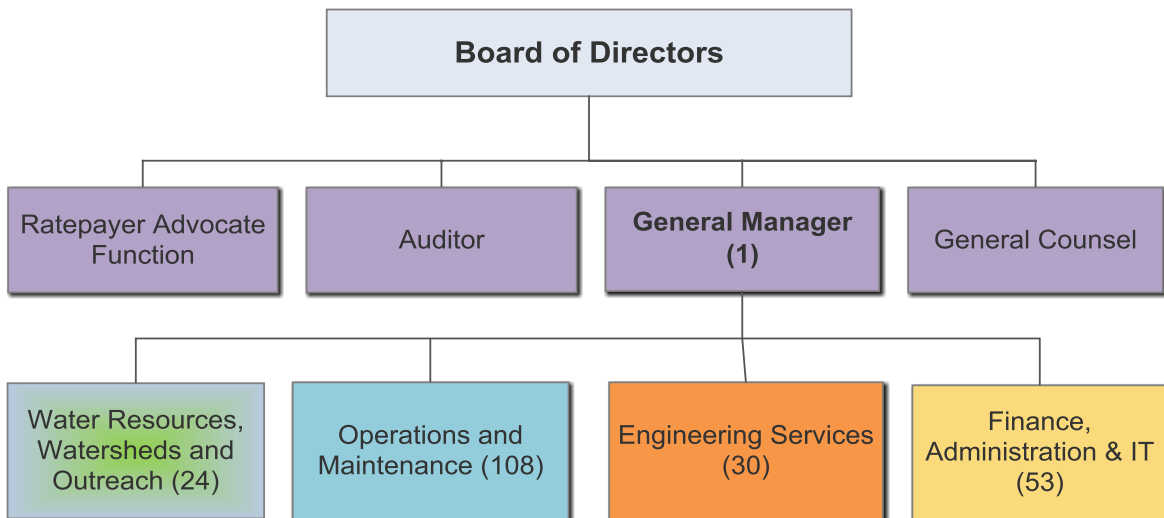 Board of Directors
Ratepayer Advocate
Function
Auditor
General Manager
(1)
General Counsel
Water Resources,
Watersheds and
Outreach (24)
Operations and
Maintenance (108)
Engineering Services
(30)
Finance,
Administration & IT
(53)